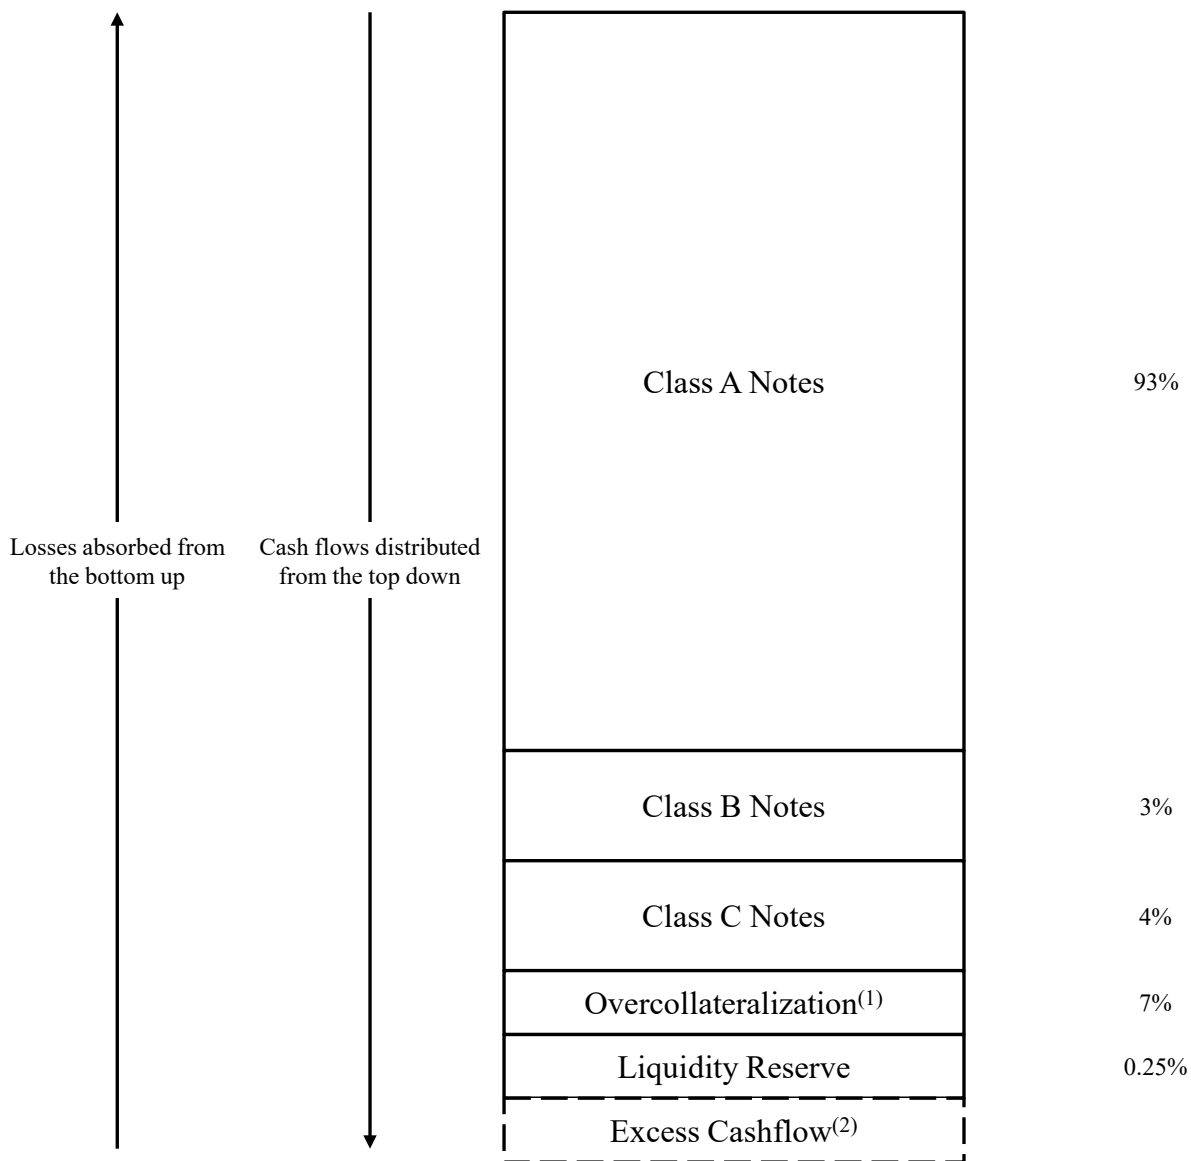 Class A Notes
93%
Losses absorbed from
the bottom up
Cash flows distributed
from the top down
Class B Notes
3%
Class C Notes
4%
Overcollateralization(1)
7%
Liquidity Reserve
0.25%
Excess Cashflow(2)